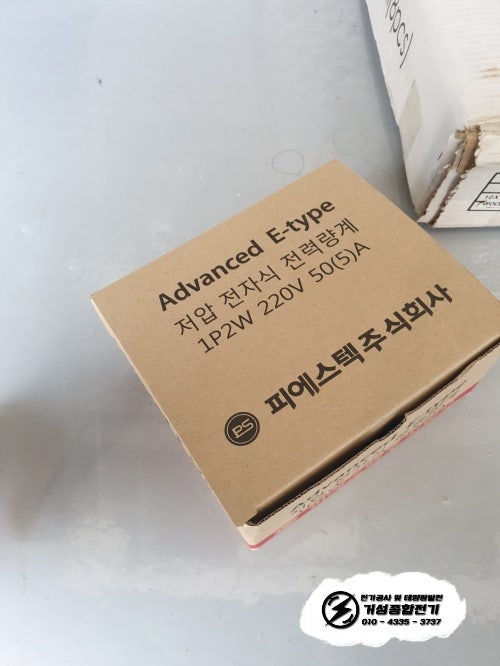 8pcs)
Advanced E-type
저압 전자식 전력량계
1P2W 220V 50(5)A
PS 피에스텍주식회사
전기공사 및 태양광발전
거성종합전기
010 - 4335 - 3737